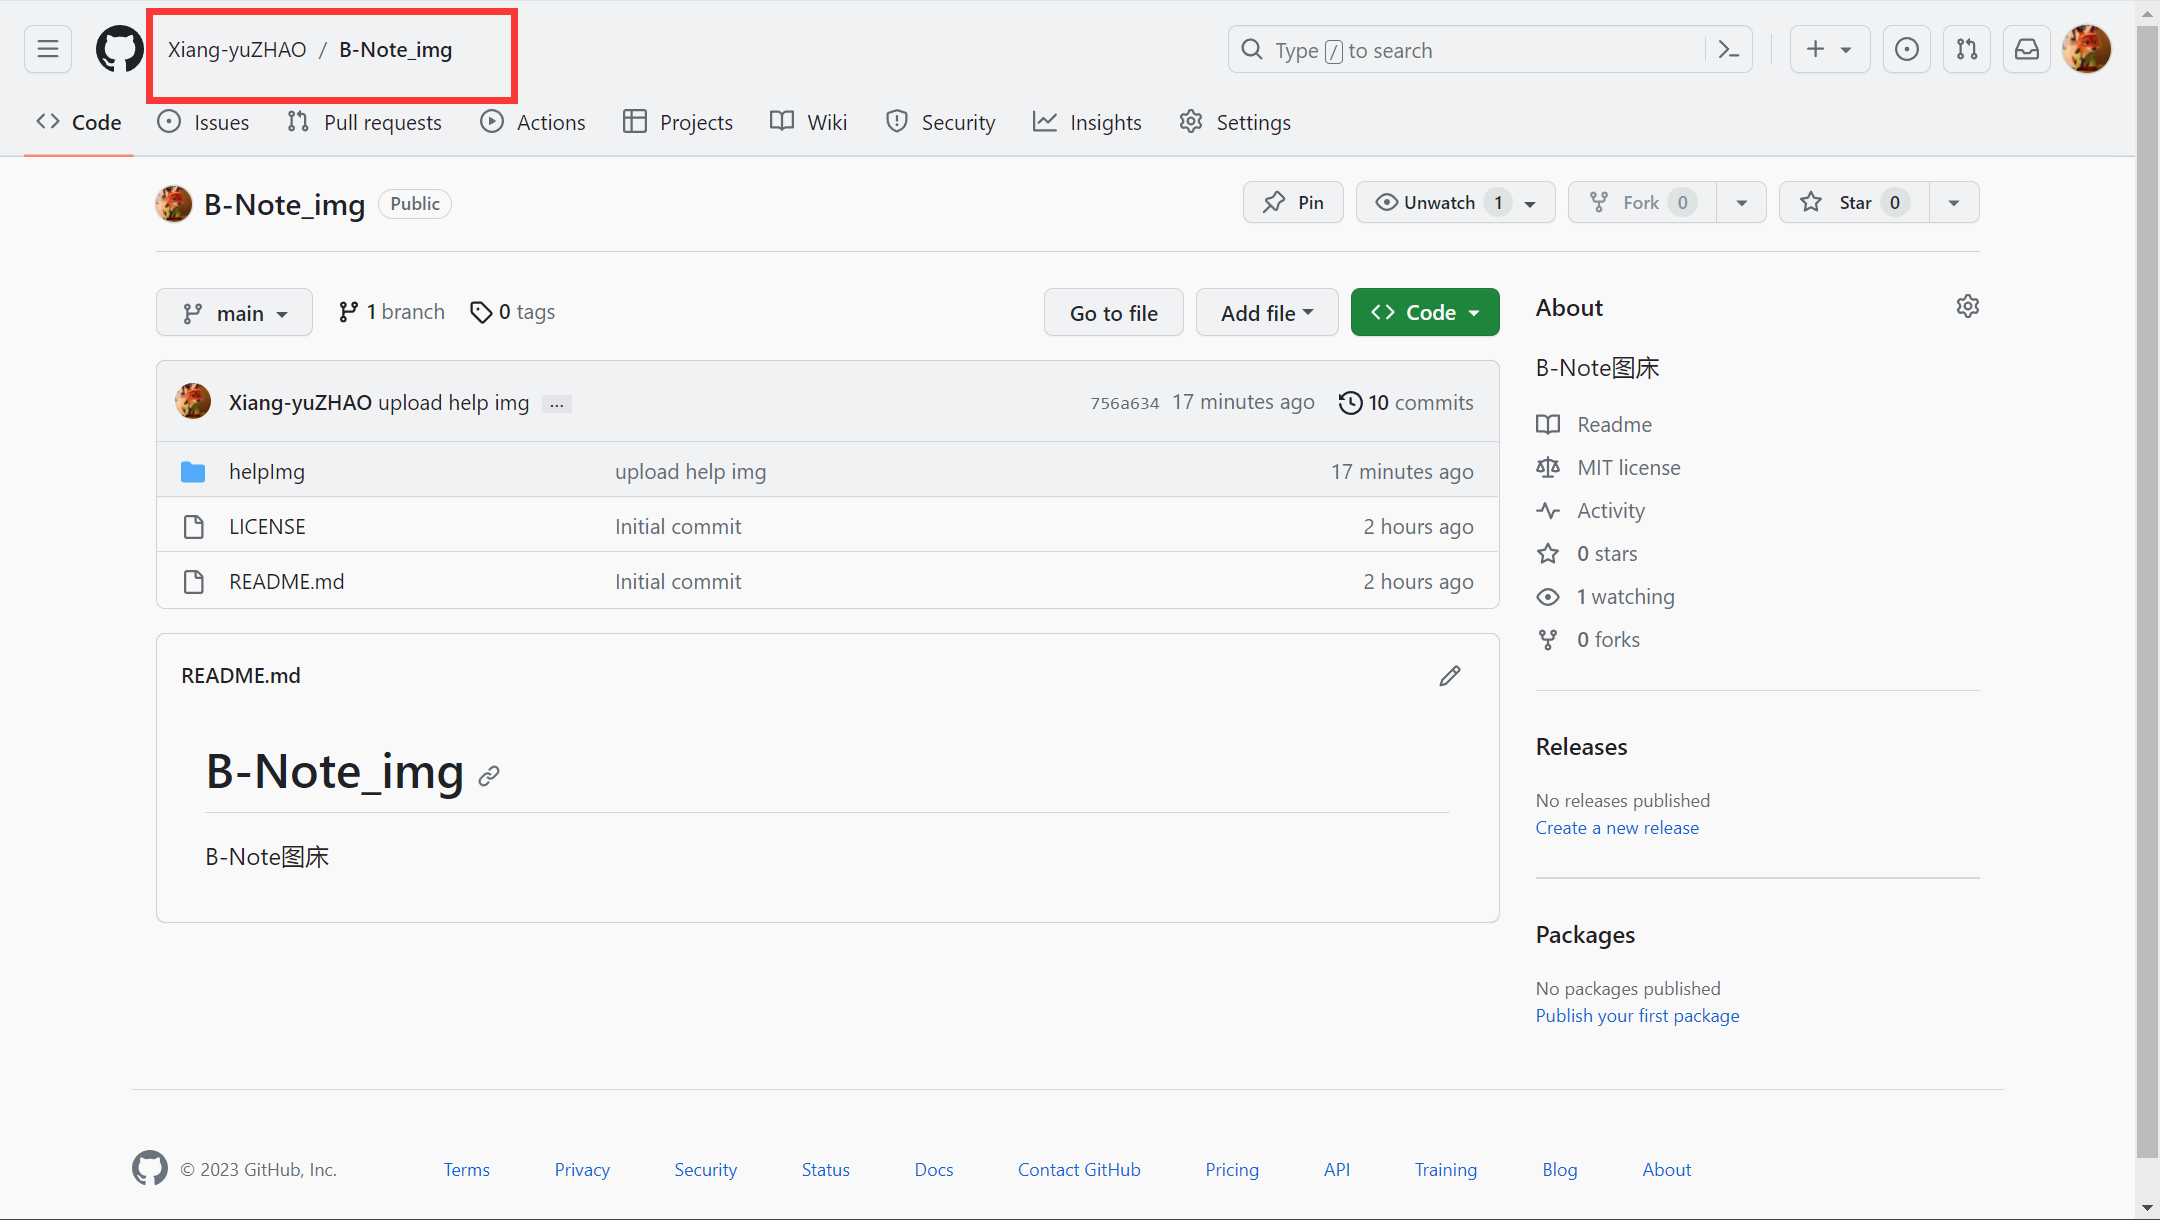 Xiang-yuZHAO / B-Note_img
Type / to search
Code Issues Pull requests Actions Projects Wiki Security Insights Settings
B-Note_img Public
Pin Unwatch 1 Fork 0 Star 0
main 1 branch 0 tags Go to file Add file Code
Xiang-yuZHAO upload help img ... 756a634 17 minutes ago 10 commits
helpImg upload help img 17 minutes ago
LICENSE Initial commit 2 hours ago
README.md Initial commit 2 hours ago
README.md
B-Note_img
B-Note图床
About
B-Note图床
Readme
MIT license
Activity
0 stars
1 watching
0 forks
Releases
No releases published
Create a new release
Packages
No packages published
Publish your first package
© 2023 GitHub, Inc. Terms Privacy Security Status Docs Contact GitHub Pricing API Training Blog About